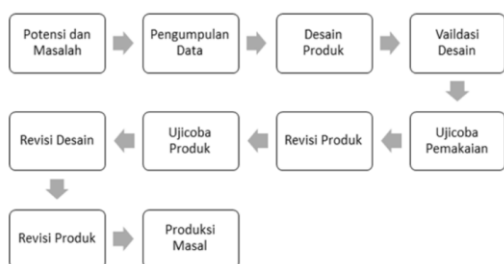 Potensi dan
Masalah
Pengumpulan
Data
Desain
Produk
Vaildasi
Desain
Ujicoba
Pemakaian
Revisi Produk
Ujicoba
Produk
Revisi Desain
Revisi Produk
Produksi
Masal